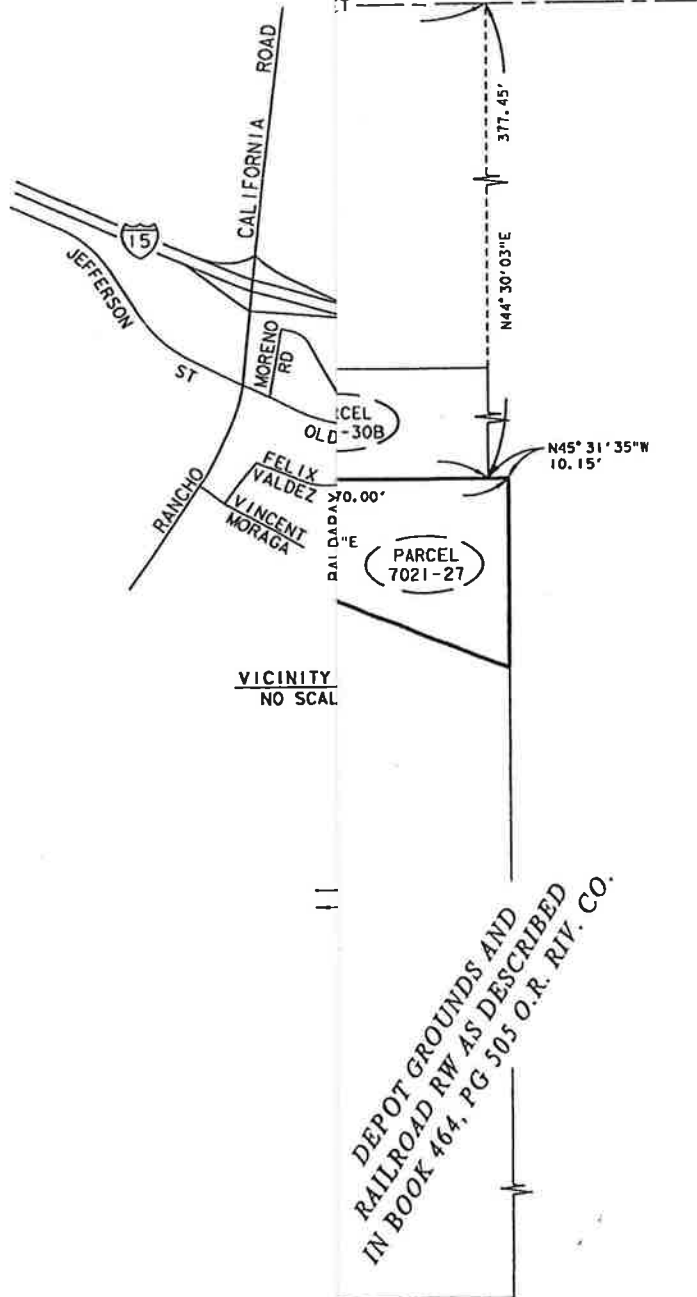 ROAD
CALIFORNIA
15
JEFFERSON
ST
MORENO
RD
OLD
RANCHO
FELIX
VALDEZ
VINCENT
MORAGA
VICINITY
NO SCAL
ET
377.45'
N44°30'03"E
RCEL
-30B
N45°31'35"W
10.15'
70.00'
"E
PARCEL
7021-27
DEPOT GROUNDS AND
RAILROAD RW AS DESCRIBED
IN BOOK 464, PG 505 O.R. RIV. CO.